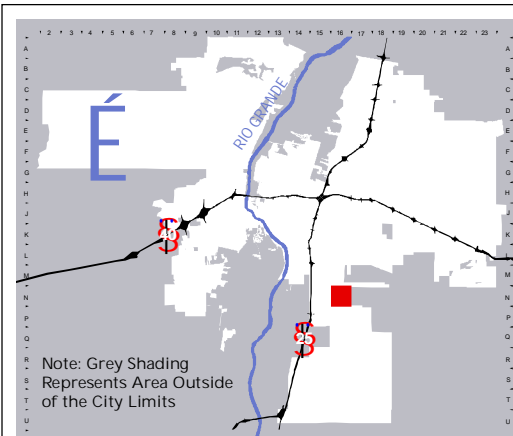 1 2 3 4 5 6 7 8 9 10 11 12 13 14 15 16 17 18 19 20 21 22 23
A A
B B
C C
D D
E E
F F
G G
H H
J J
K K
L L
M M
N N
P P
Q Q
R R
S S
T T
U U
É
RIO GRANDE
40
25
Note: Grey Shading
Represents Area Outside
of the City Limits